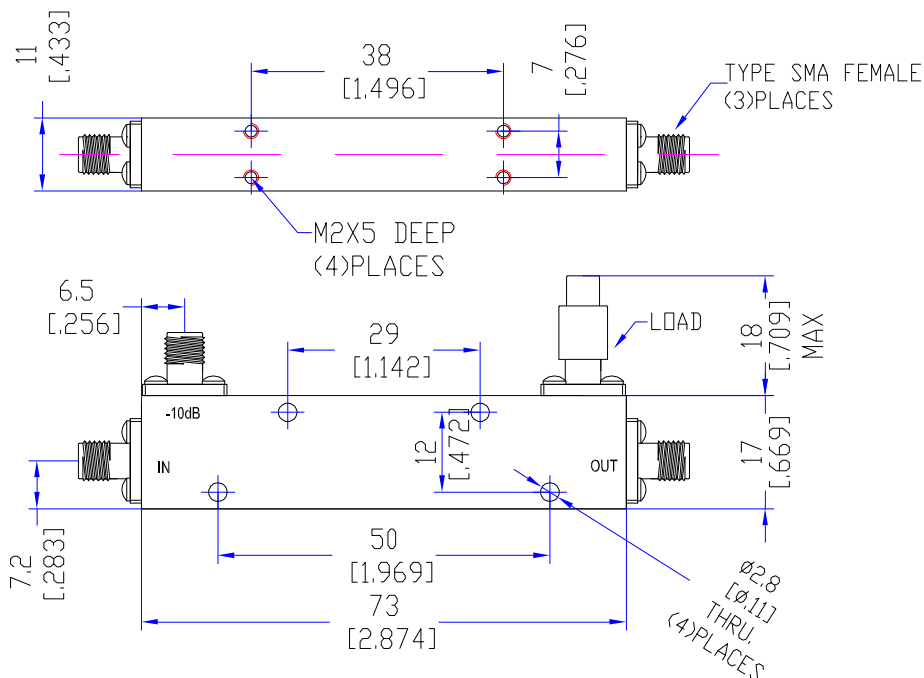 11
[.433]
38
[1.496]
7
[.276]
TYPE SMA FEMALE
(3)PLACES
M2X5 DEEP
(4)PLACES
6.5
[.256]
29
[1.142]
LOAD
18
[.709]
MAX
-10dB
12
[.472]
IN
OUT
17
[.669]
7.2
[.283]
50
[1.969]
73
[2.874]
Ø2.8
[Ø.11]
THRU.
(4)PLACES